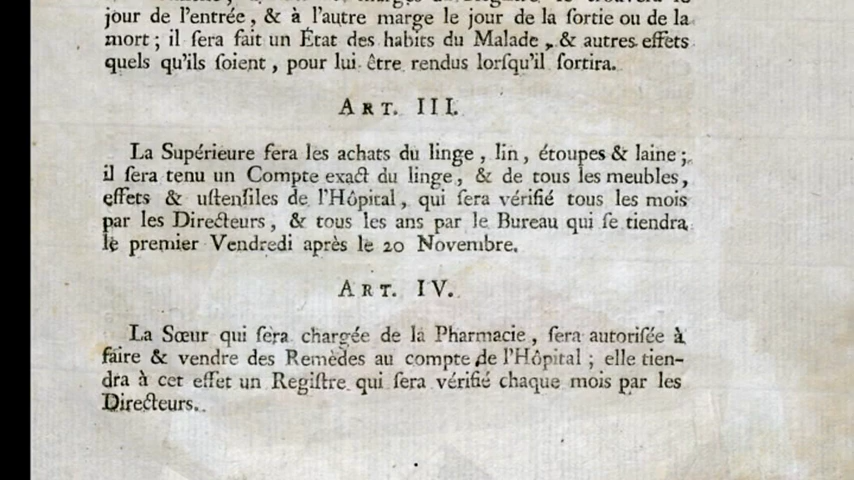 jour de l'entrée, & à l'autre marge le jour de la ſortie ou de la
mort; il ſera fait un État des habits du Malade, & autres effets
quels qu'ils ſoient, pour lui être rendus lorſqu'il ſortira.
ART. III.
La Supérieure fera les achats du linge, lin, étoupes & laine;
il ſera tenu un Compte exact du linge, & de tous les meubles,
effets & uſtenſiles de l'Hôpital, qui ſera vérifié tous les mois
par les Directeurs, & tous les ans par le Bureau qui ſe tiendra
le premier Vendredi après le 20 Novembre.
ART. IV.
La Sœur qui ſera chargée de la Pharmacie, ſera autoriſée à
faire & vendre des Remèdes au compte de l'Hôpital; elle tien-
dra à cet effet un Regiſtre qui ſera vérifié chaque mois par les
Directeurs.